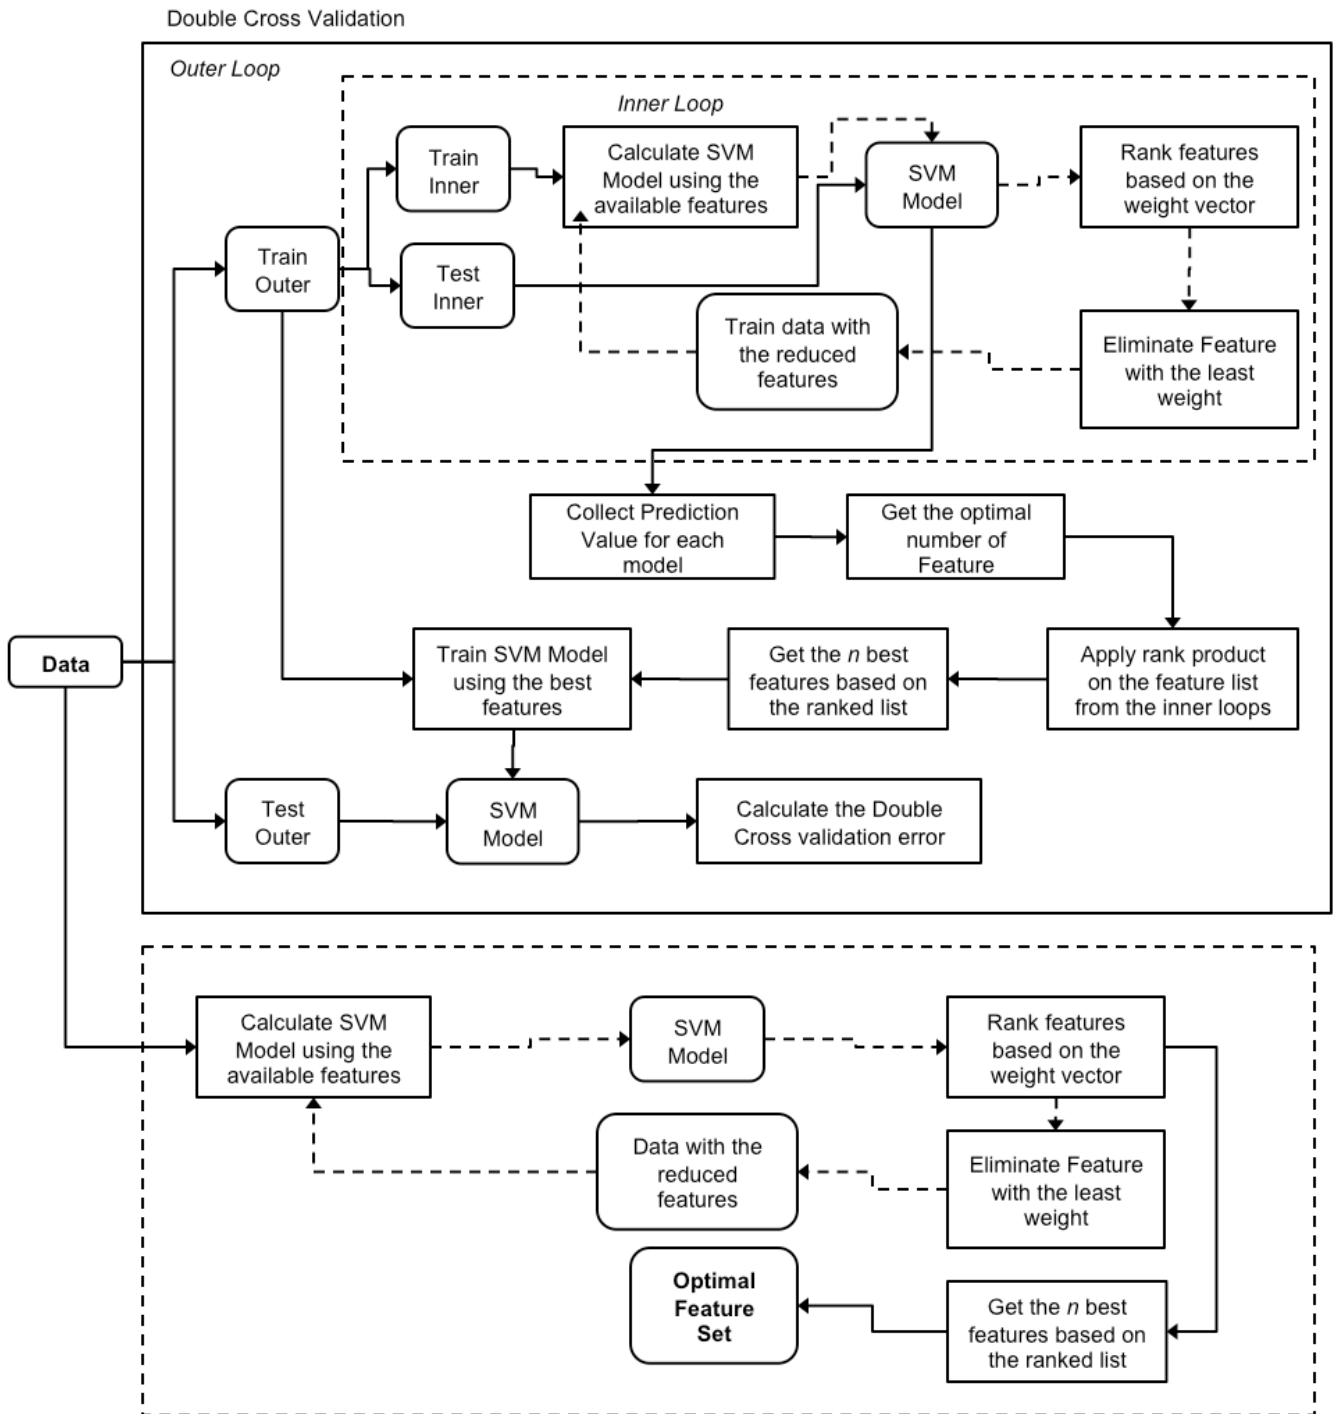 Double Cross Validation
Outer Loop
Inner Loop
Train
Inner
Calculate SVM
Model using the
available features
SVM
Model
Rank features
based on the
weight vector
Train
Outer
Test
Inner
Train data with
the reduced
features
Eliminate Feature
with the least
weight
Collect Prediction
Value for each
model
Get the optimal
number of
Feature
Data
Train SVM Model
using the best
features
Get the n best
features based on
the ranked list
Apply rank product
on the feature list
from the inner loops
Test
Outer
SVM
Model
Calculate the Double
Cross validation error
Calculate SVM
Model using the
available features
SVM
Model
Rank features
based on the
weight vector
Data with the
reduced
features
Eliminate Feature
with the least
weight
Optimal
Feature
Set
Get the n best
features based on
the ranked list